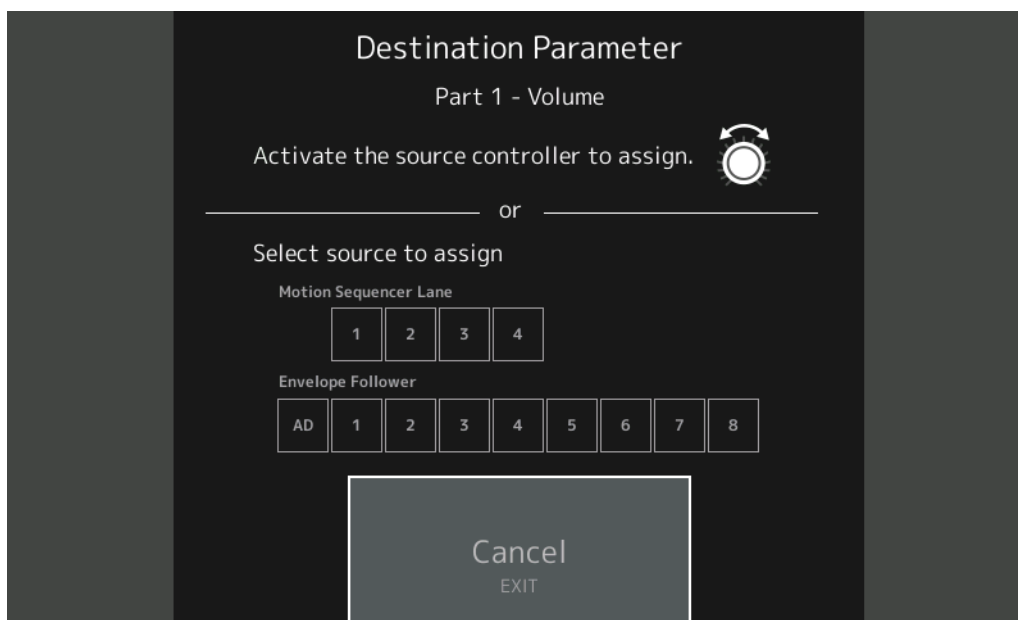 Destination Parameter
Part 1 - Volume
Activate the source controller to assign.
or
Select source to assign
Motion Sequencer Lane
1 2 3 4
Envelope Follower
AD 1 2 3 4 5 6 7 8
Cancel
EXIT